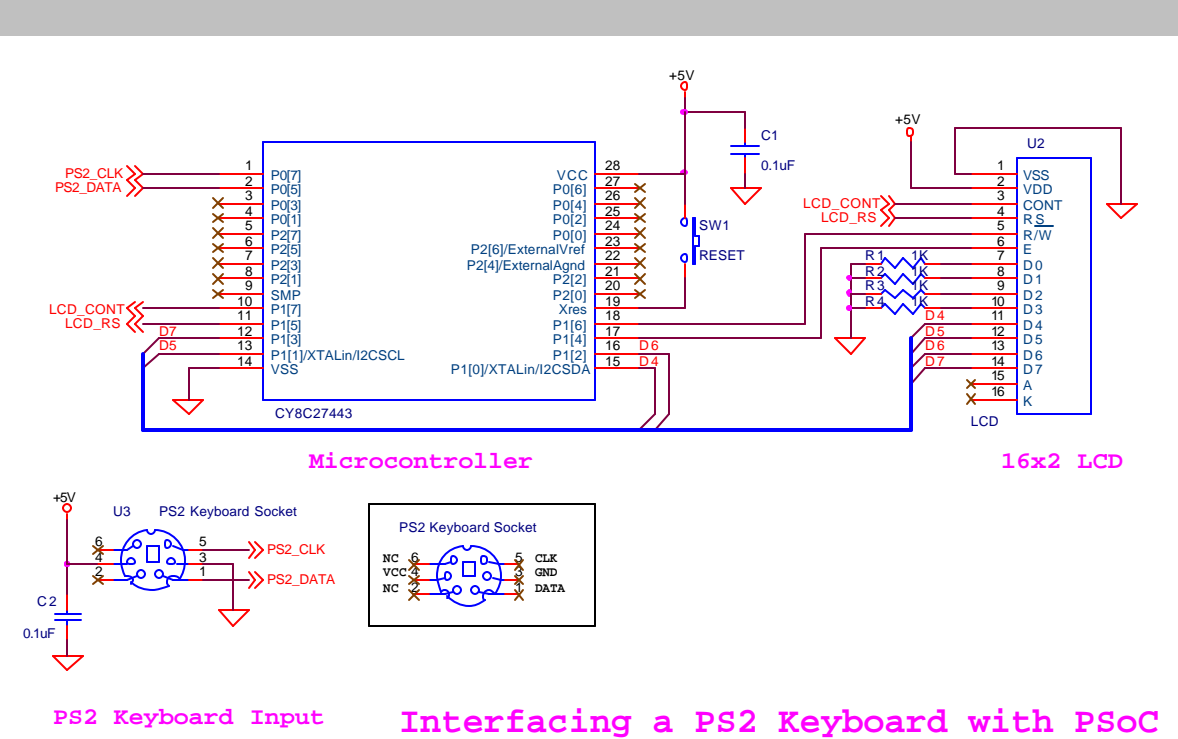 +5V
C1
0.1uF
+5V
U2
PS2_CLK
PS2_DATA
1 P0[7]
2 P0[5]
3 P0[3]
4 P0[1]
5 P2[7]
6 P2[5]
7 P2[3]
8 P2[1]
9 SMP
LCD_CONT 10 P1[7]
LCD_RS 11 P1[5]
D7 12 P1[3]
D5 13 P1[1]/XTALin/I2CSCL
14 VSS
VCC 28
P0[6] 27
P0[4] 26
P0[2] 25
P0[0] 24
P2[6]/ExternalVref 23
P2[4]/ExternalAgnd 22
P2[2] 21
P2[0] 20
Xres 19
P1[6] 18
P1[4] 17
P1[2] 16 D6
P1[0]/XTALin/I2CSDA 15 D4
CY8C27443
SW1
RESET
1 VSS
2 VDD
LCD_CONT 3 CONT
LCD_RS 4 RS
5 R/W
6 E
R1 1K 7 D0
R2 1K 8 D1
R3 1K 9 D2
R4 1K 10 D3
D4 11 D4
D5 12 D5
D6 13 D6
D7 14 D7
15 A
16 K
LCD
Microcontroller
16x2 LCD
+5V
U3 PS2 Keyboard Socket
6 5 PS2_CLK
4 3
2 1 PS2_DATA
C2
0.1uF
PS2 Keyboard Socket
NC 6 5 CLK
VCC 4 3 GND
NC 2 1 DATA
PS2 Keyboard Input
Interfacing a PS2 Keyboard with PSoC